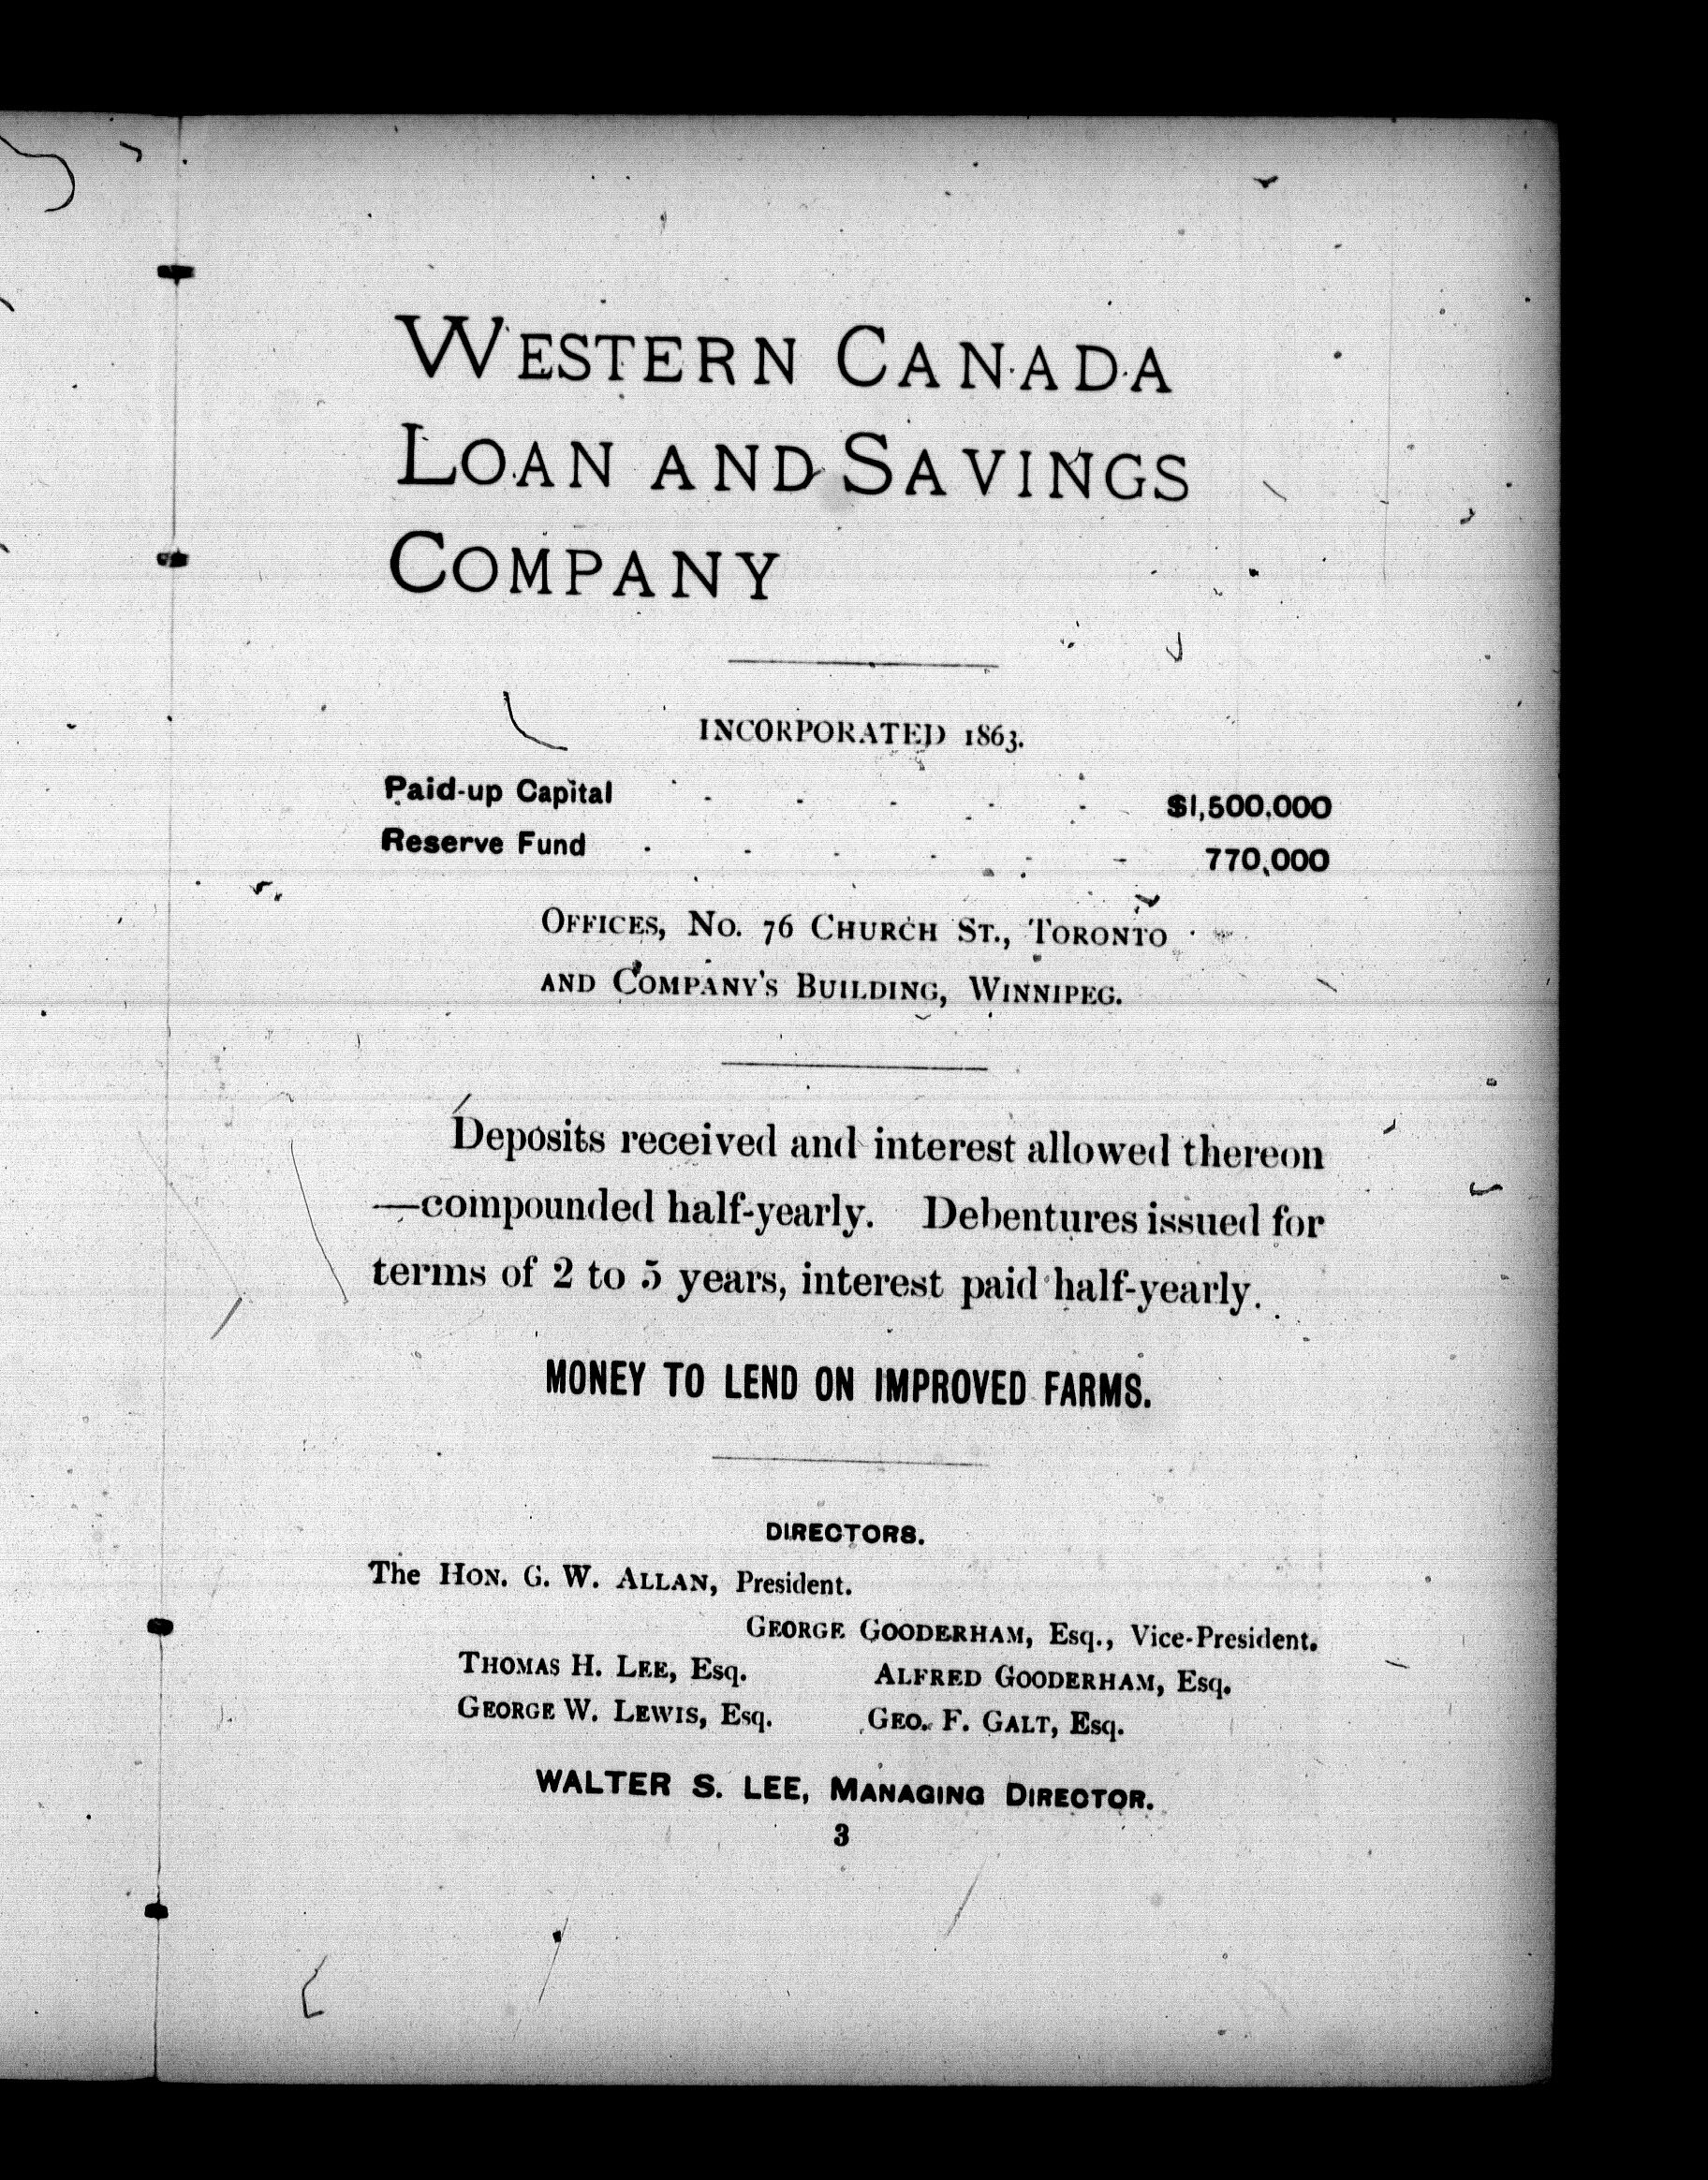 WESTERN CANADA
LOAN AND SAVINGS
COMPANY
INCORPORATED 1863.
Paid-up Capital - - - - - $1,500,000
Reserve Fund - - - - - - 770,000
OFFICES, NO. 76 CHURCH ST., TORONTO
AND COMPANY'S BUILDING, WINNIPEG.
Deposits received and interest allowed thereon
—compounded half-yearly. Debentures issued for
terms of 2 to 5 years, interest paid half-yearly.
MONEY TO LEND ON IMPROVED FARMS.
DIRECTORS.
The HON. G. W. ALLAN, President.
GEORGE GOODERHAM, Esq., Vice-President.
THOMAS H. LEE, Esq. ALFRED GOODERHAM, Esq.
GEORGE W. LEWIS, Esq. GEO. F. GALT, Esq.
WALTER S. LEE, MANAGING DIRECTOR.
3